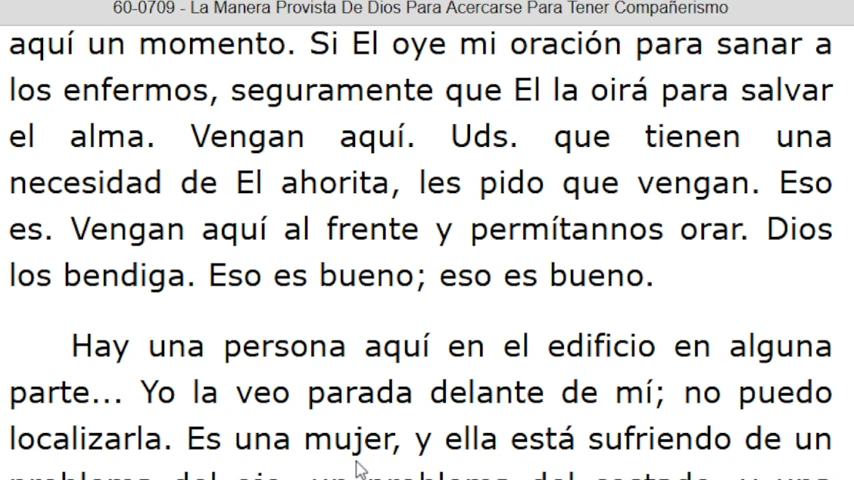 60-0709 - La Manera Provista De Dios Para Acercarse Para Tener Compañerismo
aquí un momento. Si El oye mi oración para sanar a
los enfermos, seguramente que El la oirá para salvar
el alma. Vengan aquí. Uds. que tienen una
necesidad de El ahorita, les pido que vengan. Eso
es. Vengan aquí al frente y permítannos orar. Dios
los bendiga. Eso es bueno; eso es bueno.
Hay una persona aquí en el edificio en alguna
parte... Yo la veo parada delante de mí; no puedo
localizarla. Es una mujer, y ella está sufriendo de un